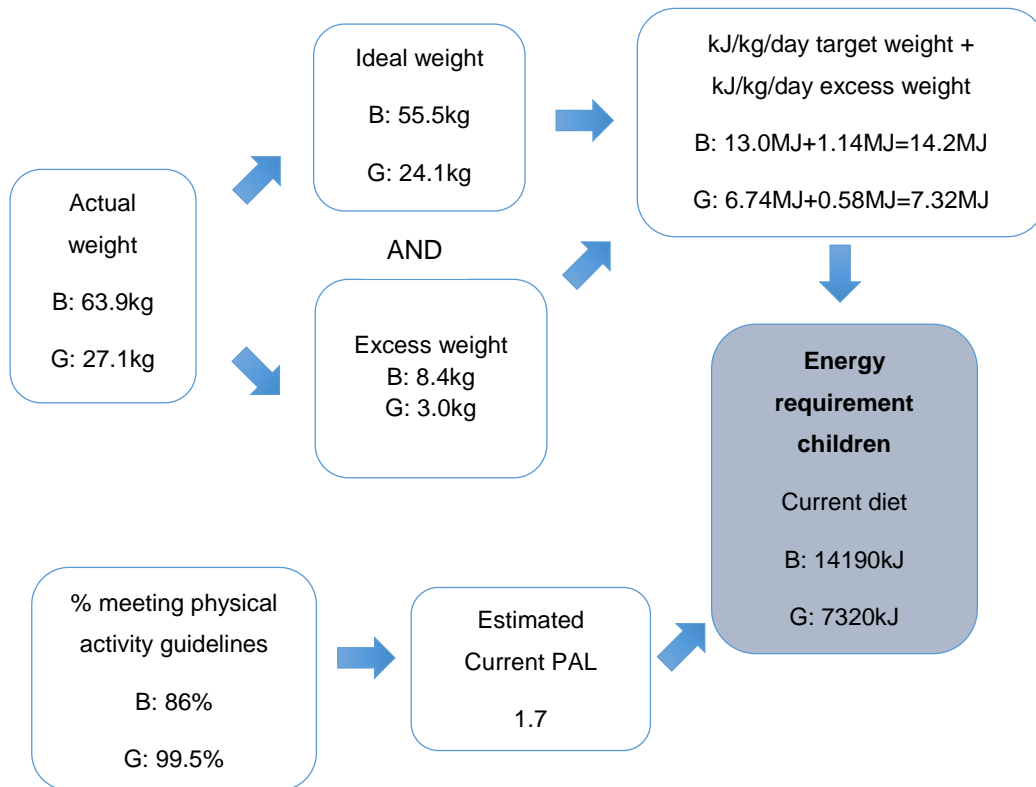 Actual
weight
B: 63.9kg
G: 27.1kg
Ideal weight
B: 55.5kg
G: 24.1kg
AND
Excess weight
B: 8.4kg
G: 3.0kg
kJ/kg/day target weight +
kJ/kg/day excess weight
B: 13.0MJ+1.14MJ=14.2MJ
G: 6.74MJ+0.58MJ=7.32MJ
% meeting physical
activity guidelines
B: 86%
G: 99.5%
Estimated
Current PAL
1.7
Energy
requirement
children
Current diet
B: 14190kJ
G: 7320kJ